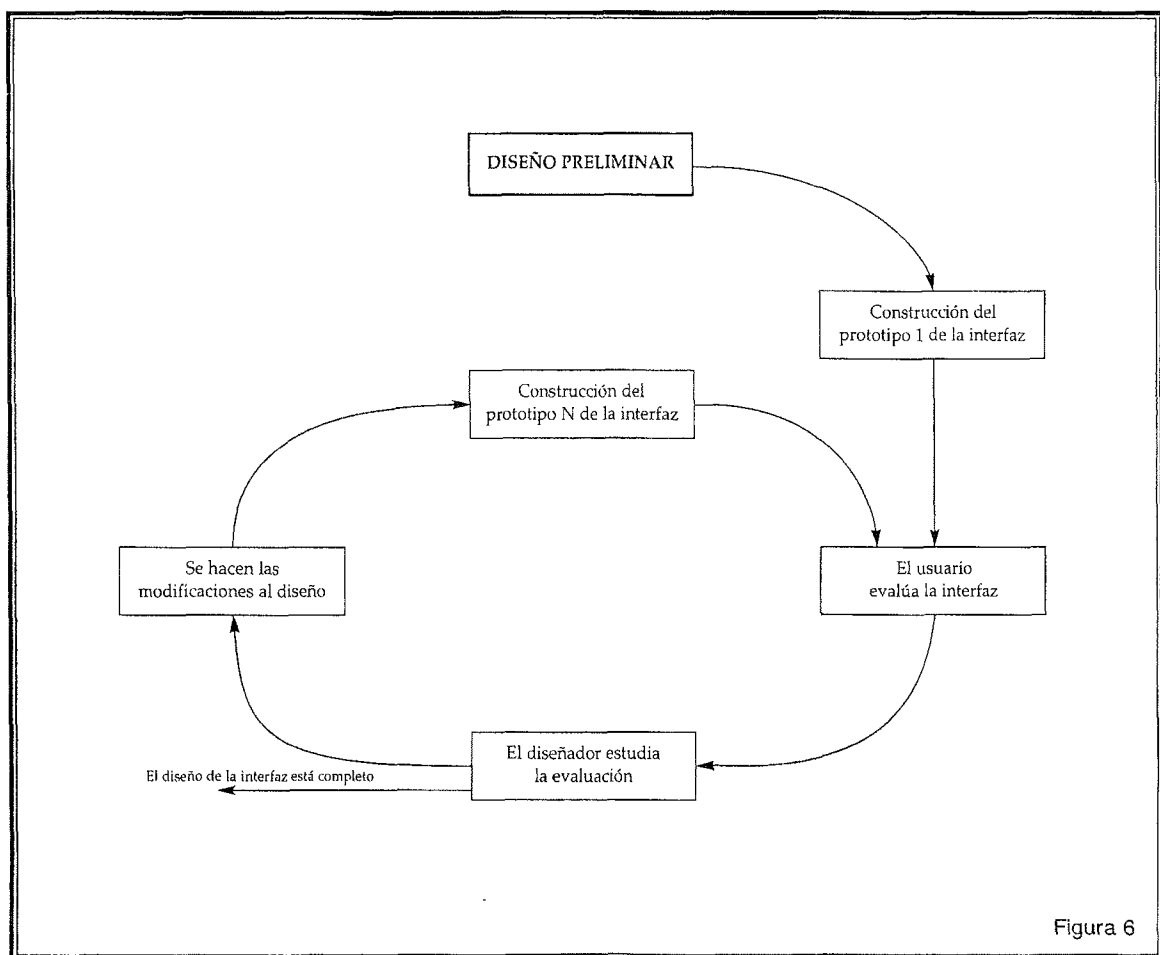 DISEÑO PRELIMINAR
Construcción del
prototipo 1 de la interfaz
Construcción del
prototipo N de la interfaz
Se hacen las
modificaciones al diseño
El usuario
evalúa la interfaz
El diseñador estudia
la evaluación
El diseño de la interfaz está completo
Figura 6